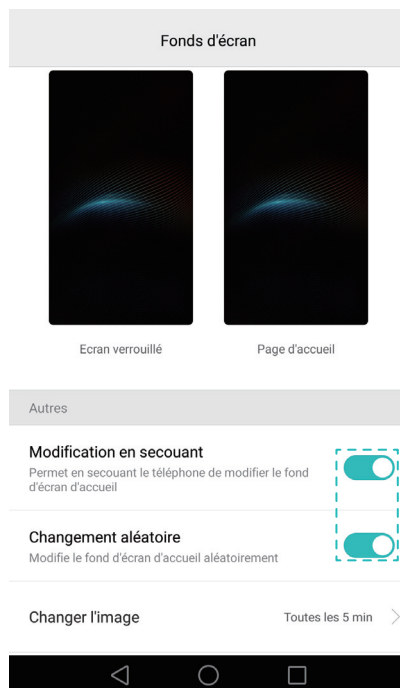 Fonds d'écran
Ecran verrouillé Page d'accueil
Autres
Modification en secouant
Permet en secouant le téléphone de modifier le fond
d'écran d'accueil
Changement aléatoire
Modifie le fond d'écran d'accueil aléatoirement
Changer l'image Toutes les 5 min